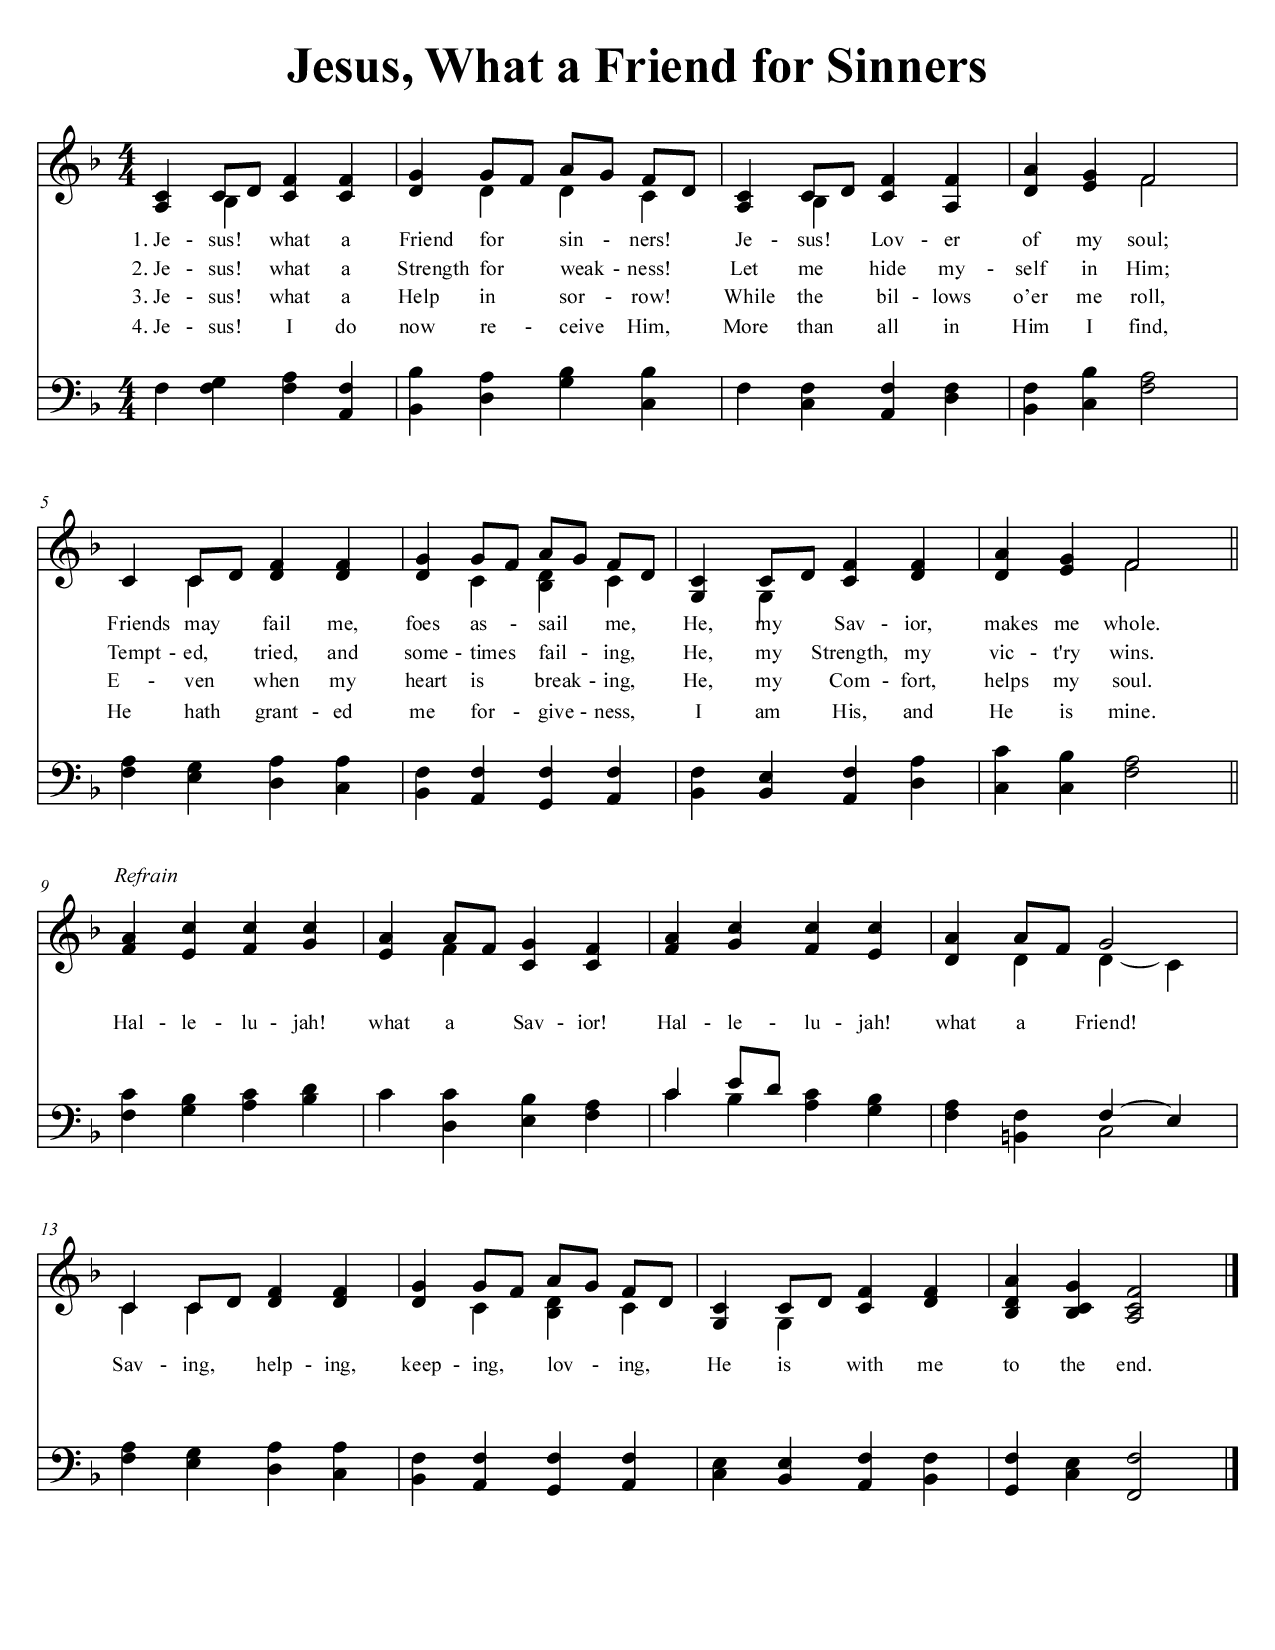 Jesus, What a Friend for Sinners
4 4
1. Je - sus! what a Friend for sin - ners! Je - sus! Lov - er of my soul;
2. Je - sus! what a Strength for weak - ness! Let me hide my - self in Him;
3. Je - sus! what a Help in sor - row! While the bil - lows o’er me roll,
4. Je - sus! I do now re - ceive Him, More than all in Him I find,
4 4
5
Friends may fail me, foes as - sail me, He, my Sav - ior, makes me whole.
Tempt - ed, tried, and some - times fail - ing, He, my Strength, my vic - t'ry wins.
E - ven when my heart is break - ing, He, my Com - fort, helps my soul.
He hath grant - ed me for - give - ness, I am His, and He is mine.
Refrain
9
Hal - le - lu - jah! what a Sav - ior! Hal - le - lu - jah! what a Friend!
13
Sav - ing, help - ing, keep - ing, lov - ing, He is with me to the end.